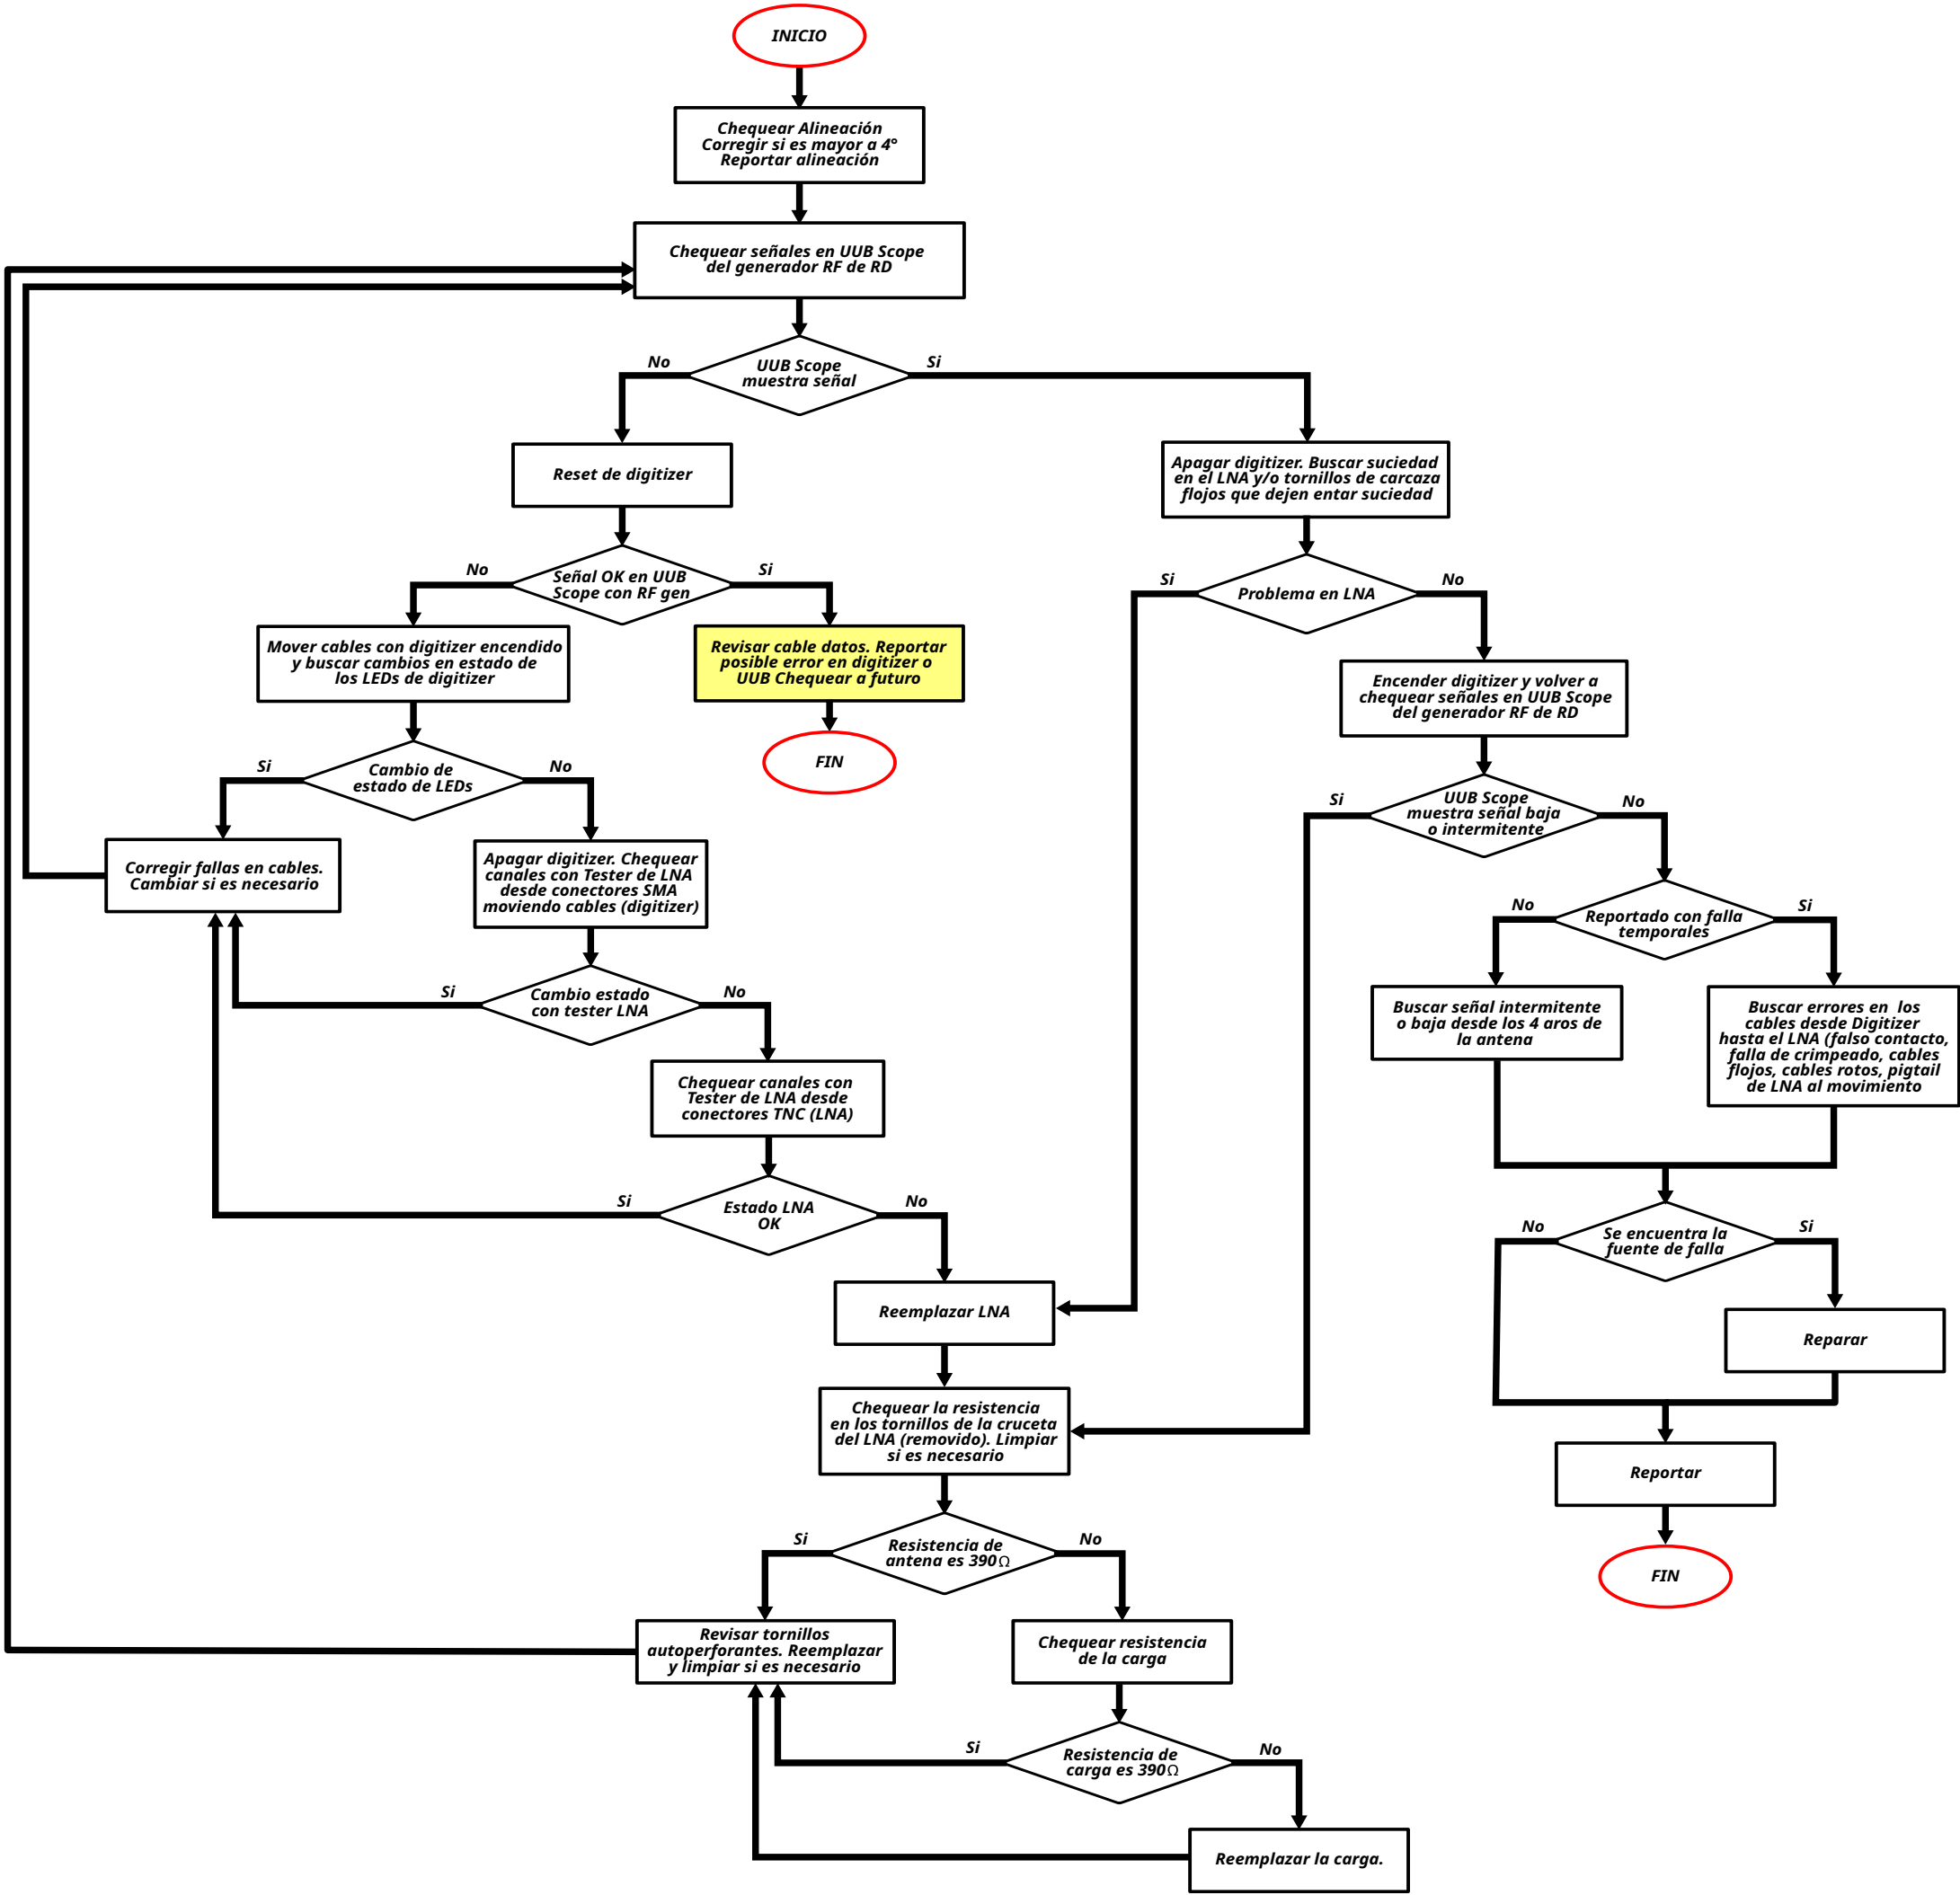 INICIO
Chequear Alineación
Corregir si es mayor a 4°
Reportar alineación
Chequear señales en UUB Scope
del generador RF de RD
UUB Scope
muestra señal
No
Si
Reset de digitizer
Apagar digitizer. Buscar suciedad
en el LNA y/o tornillos de carcaza
flojos que dejen entar suciedad
Señal OK en UUB
Scope con RF gen
No
Si
Problema en LNA
Si
No
Mover cables con digitizer encendido
y buscar cambios en estado de
los LEDs de digitizer
Revisar cable datos. Reportar
posible error en digitizer o
UUB Chequear a futuro
FIN
Encender digitizer y volver a
chequear señales en UUB Scope
del generador RF de RD
Cambio de
estado de LEDs
Si
No
UUB Scope
muestra señal baja
o intermitente
Si
No
Corregir fallas en cables.
Cambiar si es necesario
Apagar digitizer. Chequear
canales con Tester de LNA
desde conectores SMA
moviendo cables (digitizer)
Reportado con falla
temporales
No
Si
Cambio estado
con tester LNA
Si
No
Buscar señal intermitente
o baja desde los 4 aros de
la antena
Buscar errores en los
cables desde Digitizer
hasta el LNA (falso contacto,
falla de crimpeado, cables
flojos, cables rotos, pigtail
de LNA al movimiento
Chequear canales con
Tester de LNA desde
conectores TNC (LNA)
Estado LNA
OK
Si
No
Se encuentra la
fuente de falla
No
Si
Reemplazar LNA
Reparar
Chequear la resistencia
en los tornillos de la cruceta
del LNA (removido). Limpiar
si es necesario
Reportar
FIN
Resistencia de
antena es 390Ω
Si
No
Revisar tornillos
autoperforantes. Reemplazar
y limpiar si es necesario
Chequear resistencia
de la carga
Resistencia de
carga es 390Ω
Si
No
Reemplazar la carga.